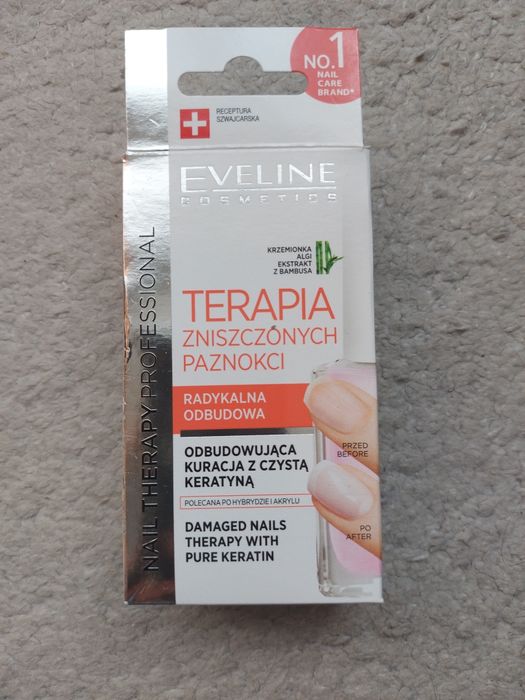 NO.1
NAIL
CARE
BRAND*
RECEPTURA
SZWAJCARSKA
EVELINE
COSMETICS
KRZEMIONKA
ALGI
EKSTRAKT
Z BAMBUSA
TERAPIA
ZNISZCZONYCH
PAZNOKCI
RADYKALNA
ODBUDOWA
ODBUDOWUJĄCA
KURACJA Z CZYSTĄ
KERATYNĄ
POLECANA PO HYBRYDZIE I AKRYLU
DAMAGED NAILS
THERAPY WITH
PURE KERATIN
PRZED
BEFORE
PO
AFTER
NAIL THERAPY PROFESSIONAL